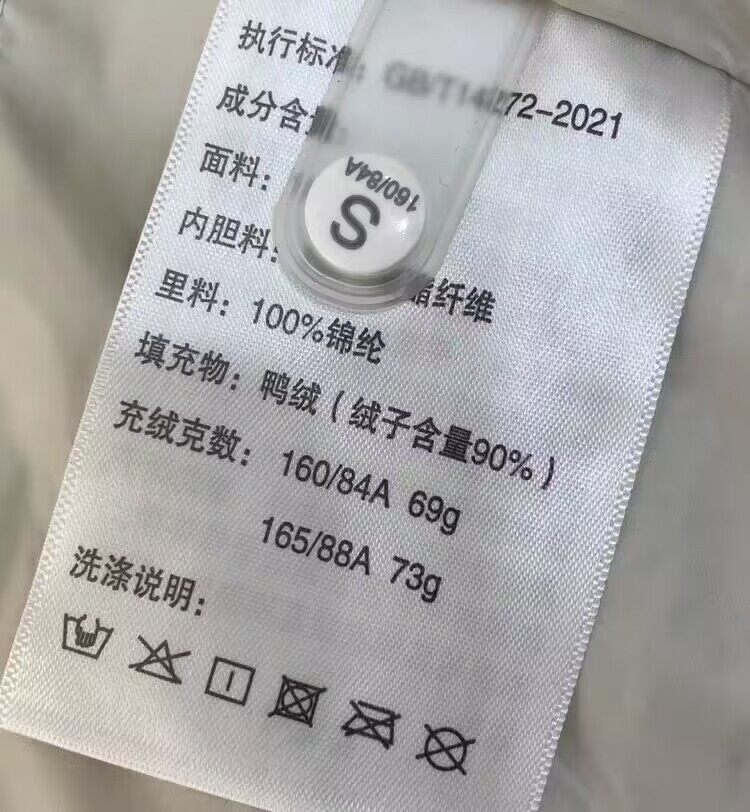 执行标准：GB/T14272-2021
成分含量：
面料：
内胆料：酯纤维
里料：100%锦纶
填充物：鸭绒（绒子含量90%）
充绒克数：160/84A 69g
165/88A 73g
洗涤说明：
160/84A
S